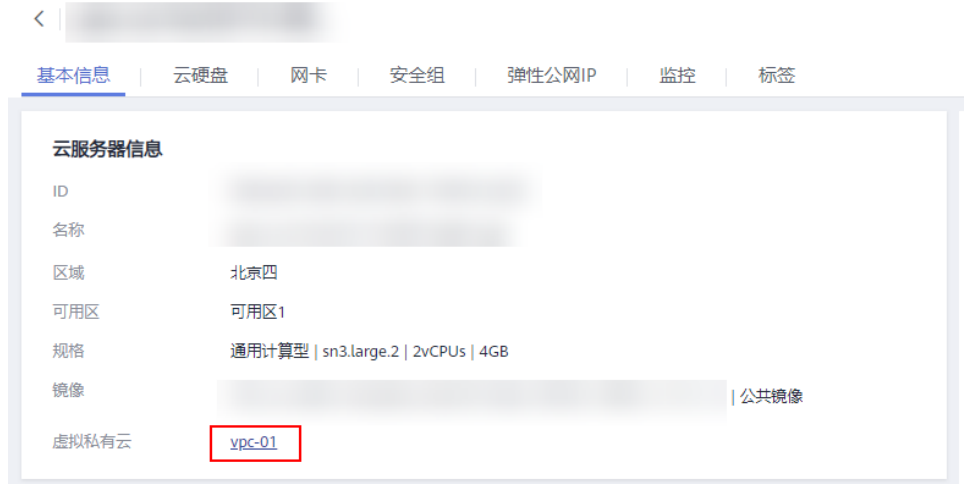 基本信息 云硬盘 网卡 安全组 弹性公网IP 监控 标签
云服务器信息
ID
名称
区域 北京四
可用区 可用区1
规格 通用计算型 | sn3.large.2 | 2vCPUs | 4GB
镜像 | 公共镜像
虚拟私有云 vpc-01